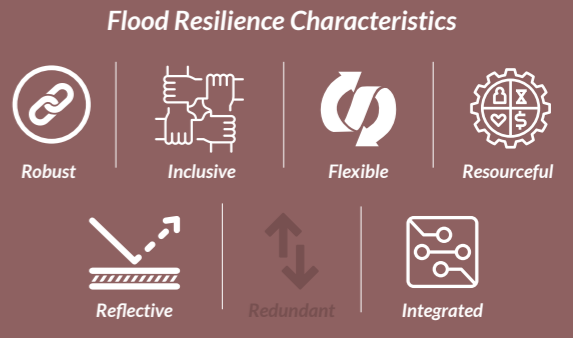 Flood Resilience Characteristics
Robust
Inclusive
Flexible
Resourceful
$
Reflective
Redundant
Integrated